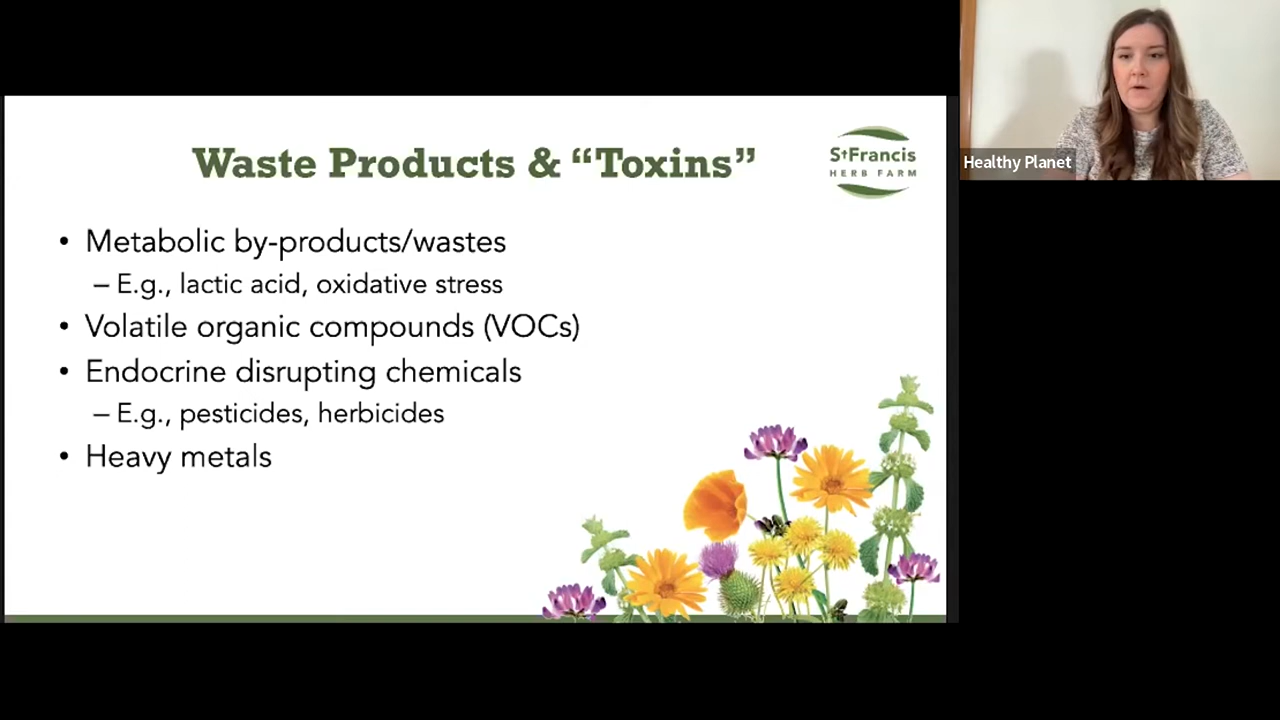 Waste Products & “Toxins”
StFrancis
HERB FARM
• Metabolic by-products/wastes
– E.g., lactic acid, oxidative stress
• Volatile organic compounds (VOCs)
• Endocrine disrupting chemicals
– E.g., pesticides, herbicides
• Heavy metals
Healthy Planet